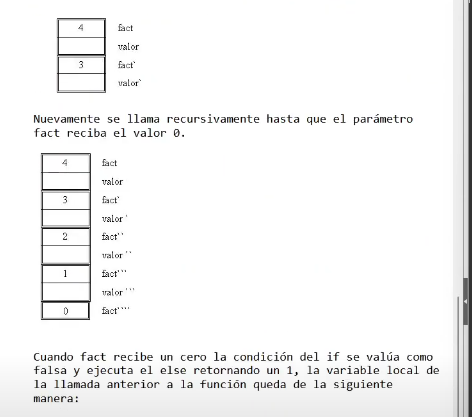 4 fact
valor
3 fact`
valor`
Nuevamente se llama recursivamente hasta que el parámetro
fact reciba el valor 0.
4 fact
valor
3 fact`
valor `
2 fact``
valor ``
1 fact```
valor ```
0 fact````
Cuando fact recibe un cero la condición del if se valúa como
falsa y ejecuta el else retornando un 1, la variable local de
la llamada anterior a la función queda de la siguiente
manera: